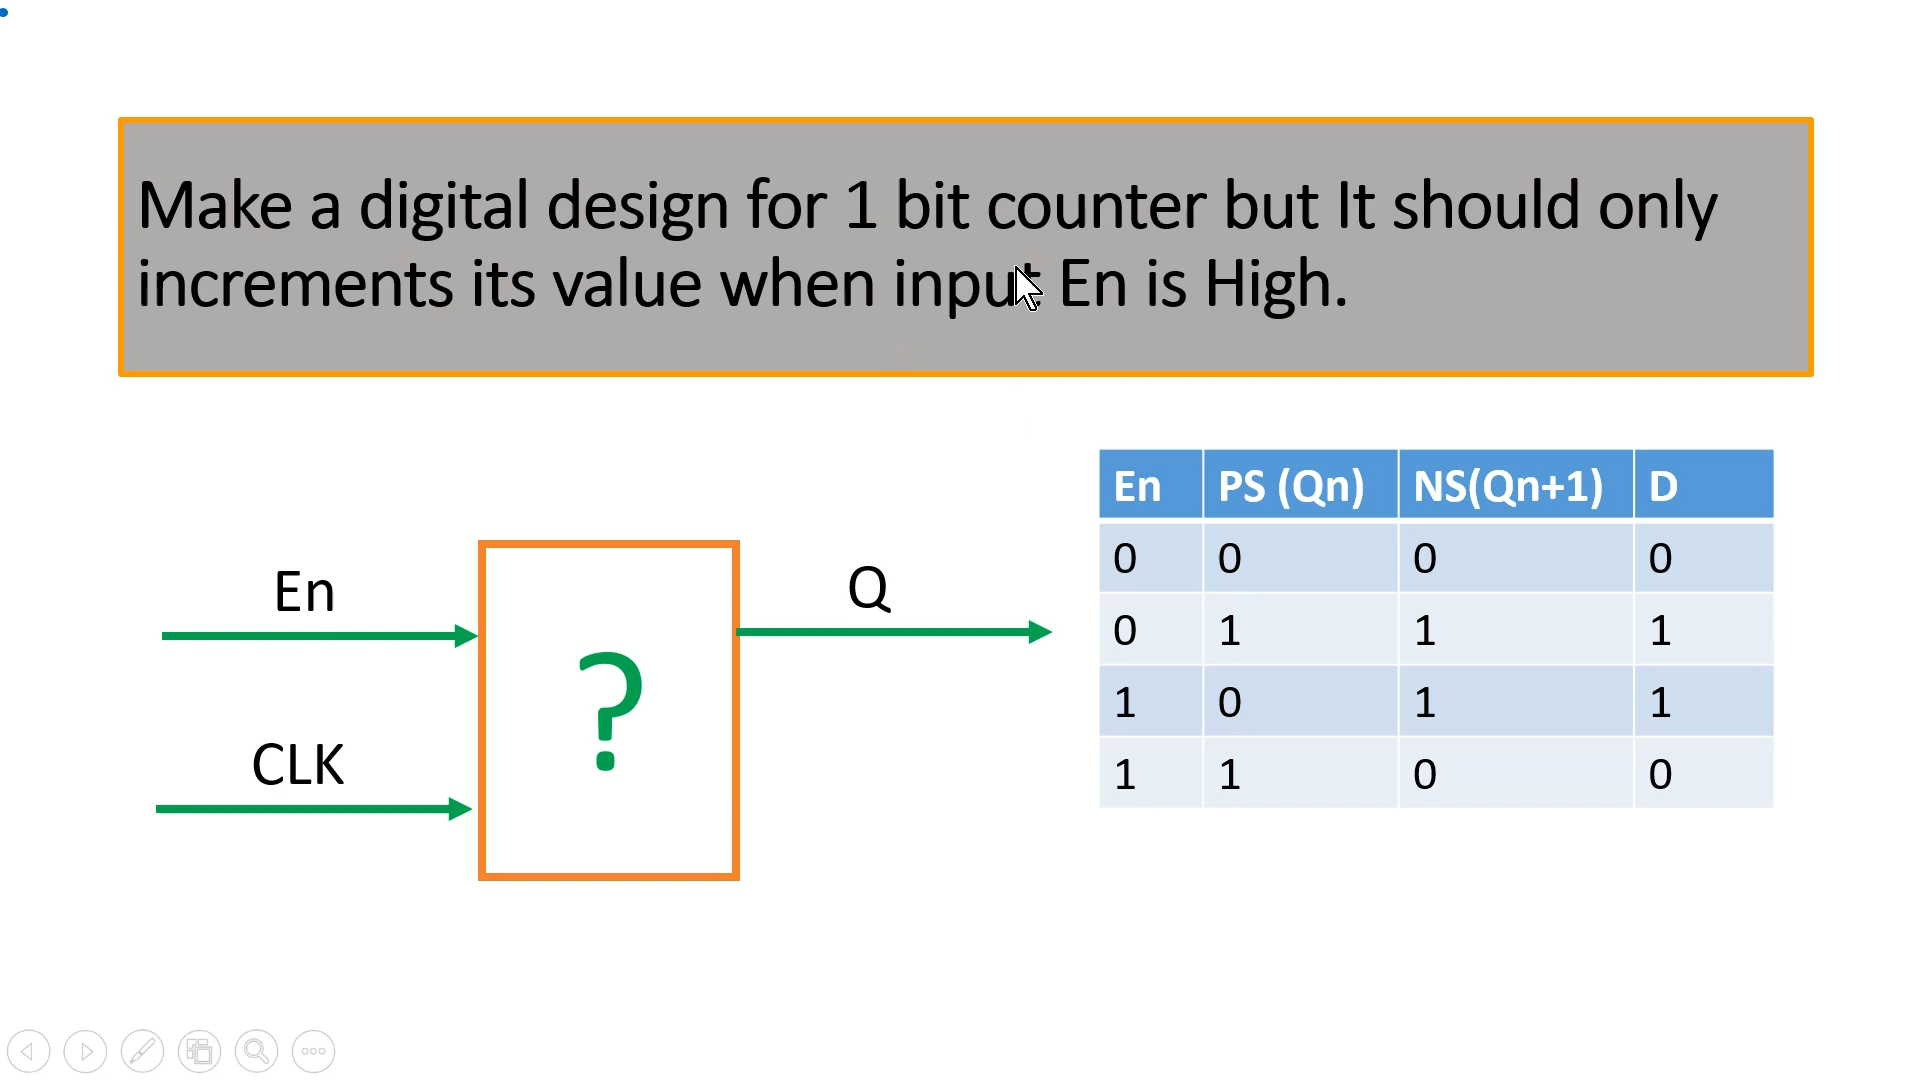 Make a digital design for 1 bit counter but It should only
increments its value when input En is High.
En
Q
?
CLK
En PS (Qn) NS(Qn+1) D
0 0 0 0
0 1 1 1
1 0 1 1
1 1 0 0